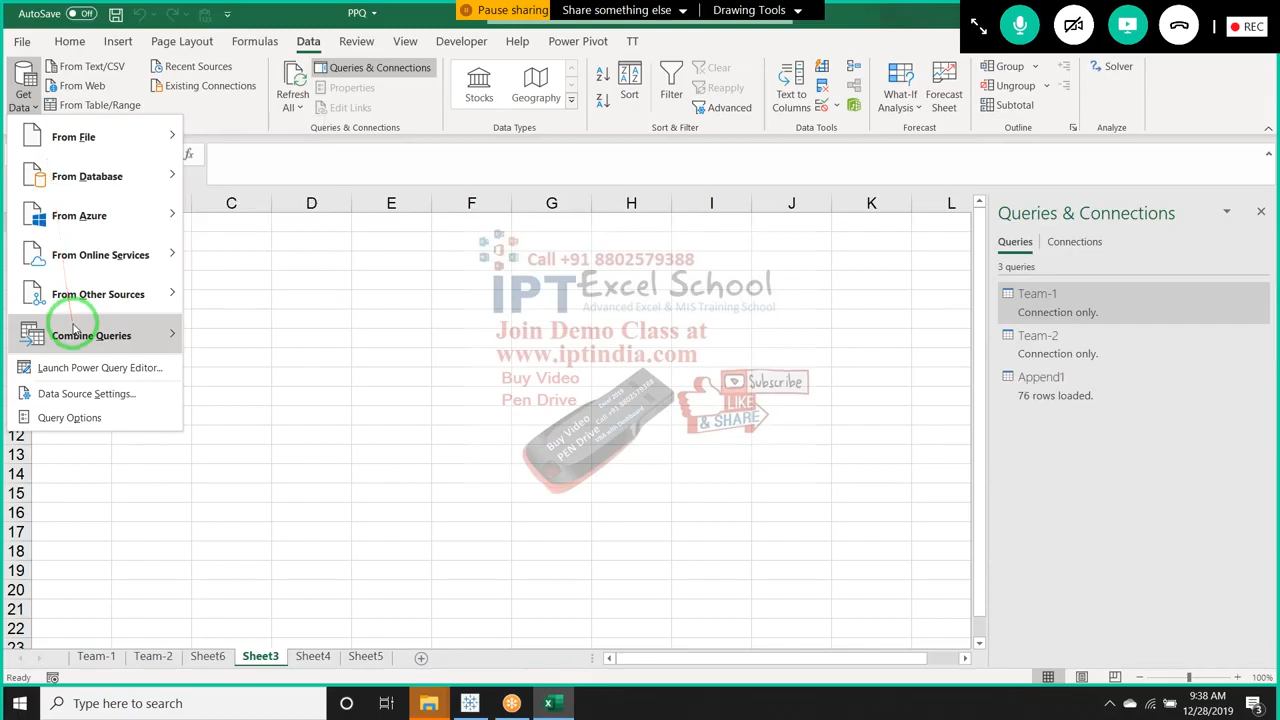 AutoSave Off PPQ
Pause sharing Share something else Drawing Tools
REC
File Home Insert Page Layout Formulas Data Review View Developer Help Power Pivot TT
Get Data
From Text/CSV
From Web
From Table/Range
Recent Sources
Existing Connections
Refresh All
Queries & Connections
Properties
Edit Links
Queries & Connections
Stocks Geography
Data Types
Sort
Filter
Clear
Reapply
Advanced
Sort & Filter
Text to Columns
Data Tools
What-If Analysis
Forecast Sheet
Forecast
Group
Ungroup
Subtotal
Outline
Solver
Analyze
From File
From Database
From Azure
From Online Services
From Other Sources
Combine Queries
Launch Power Query Editor...
Data Source Settings...
Query Options
fx
C D E F G H I J K L
12
13
14
15
16
17
18
19
20
21
22
23
Call +91 8802579388
IPT Excel School
Advanced Excel & MIS Training School
Join Demo Class at
www.iptindia.com
Buy Video
Pen Drive
Buy Video
PEN Drive
Subscribe
LIKE
& SHARE
Queries & Connections
Queries Connections
3 queries
Team-1
Connection only.
Team-2
Connection only.
Append1
76 rows loaded.
Team-1 Team-2 Sheet6 Sheet3 Sheet4 Sheet5
Ready 100%
Type here to search
9:38 AM
12/28/2019
3